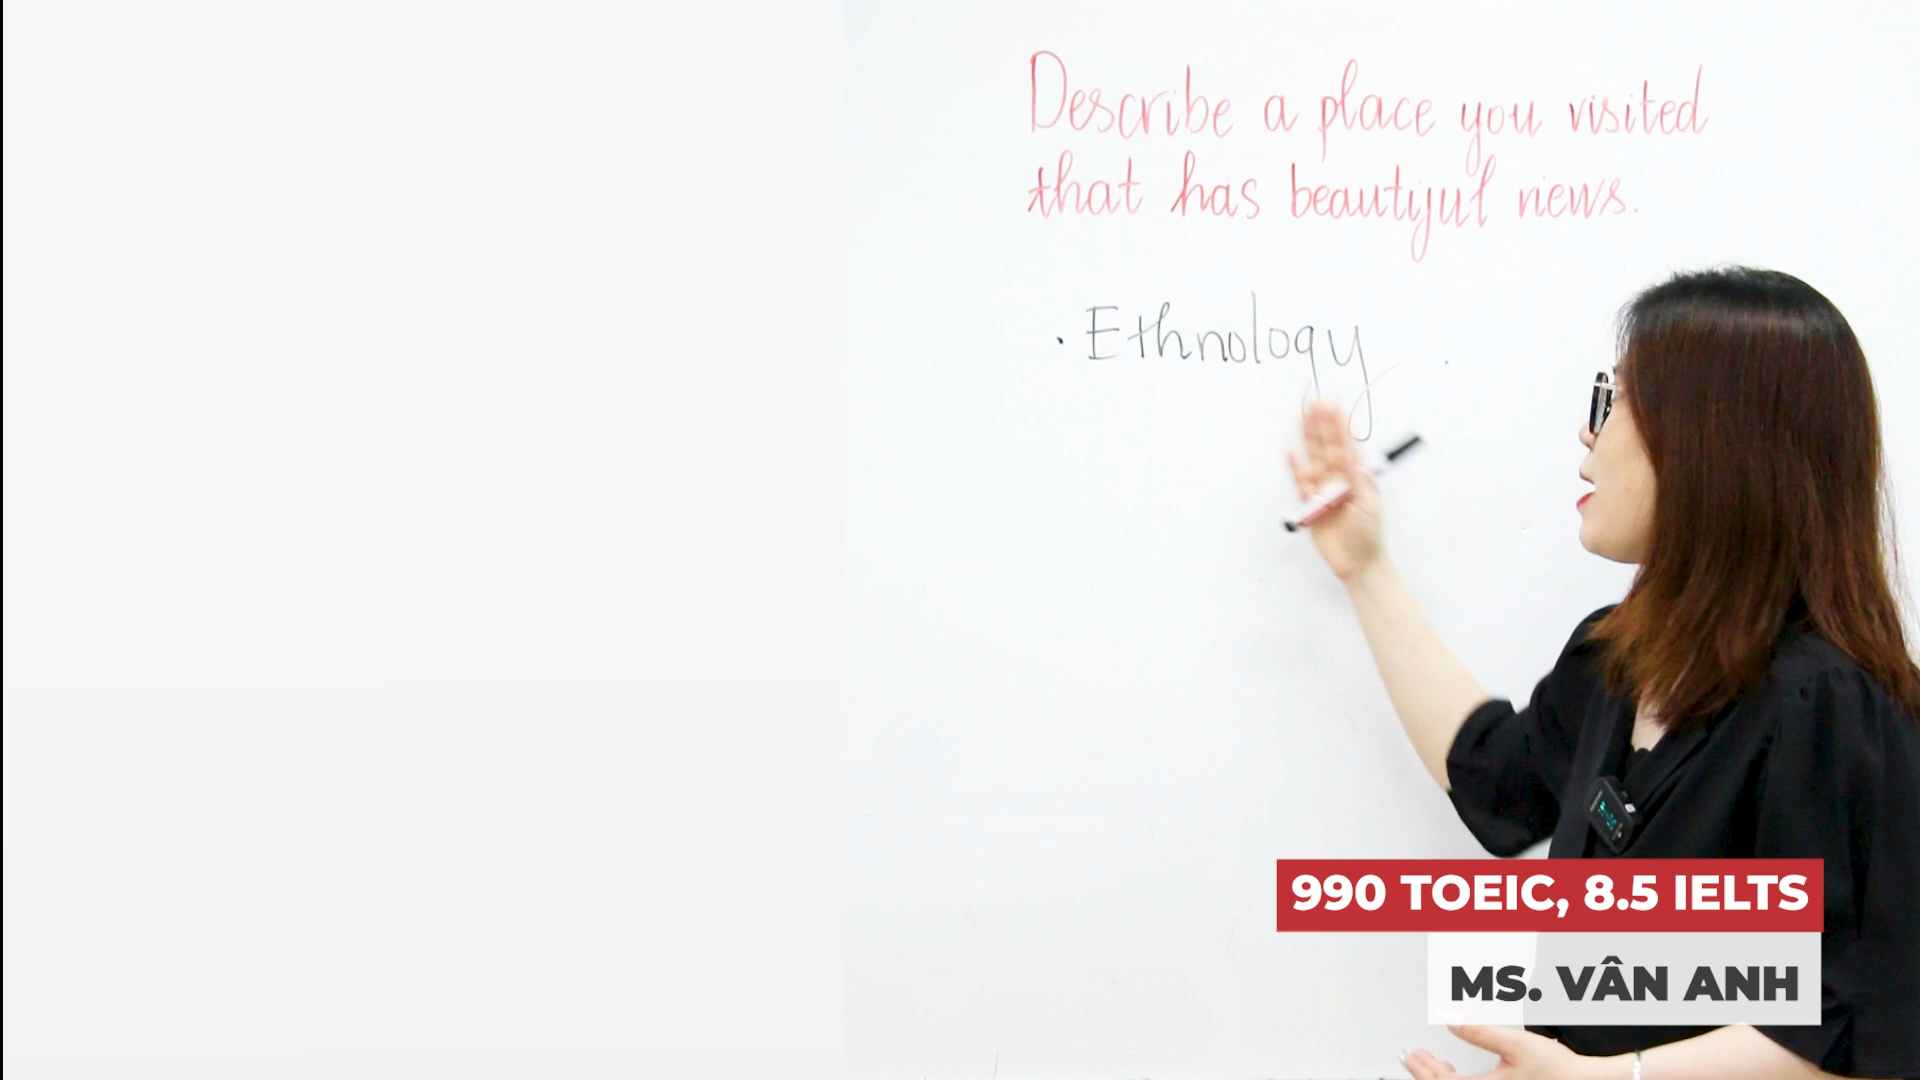 Describe a place you visited
that has beautiful views.
· Ethnology
990 TOEIC, 8.5 IELTS
MS. VÂN ANH